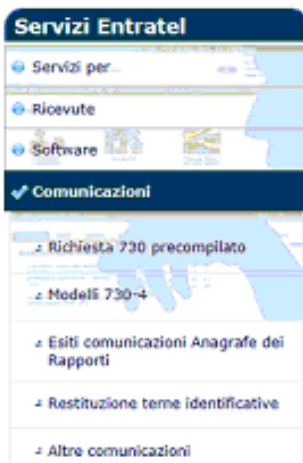 Servizi Entratel
Servizi per
Ricevute
Software
Comunicazioni
Richiesta 730 precompilato
Modelli 730-4
Esiti comunicazioni Anagrafe dei
Rapporti
Restituzione terne identificative
Altre comunicazioni